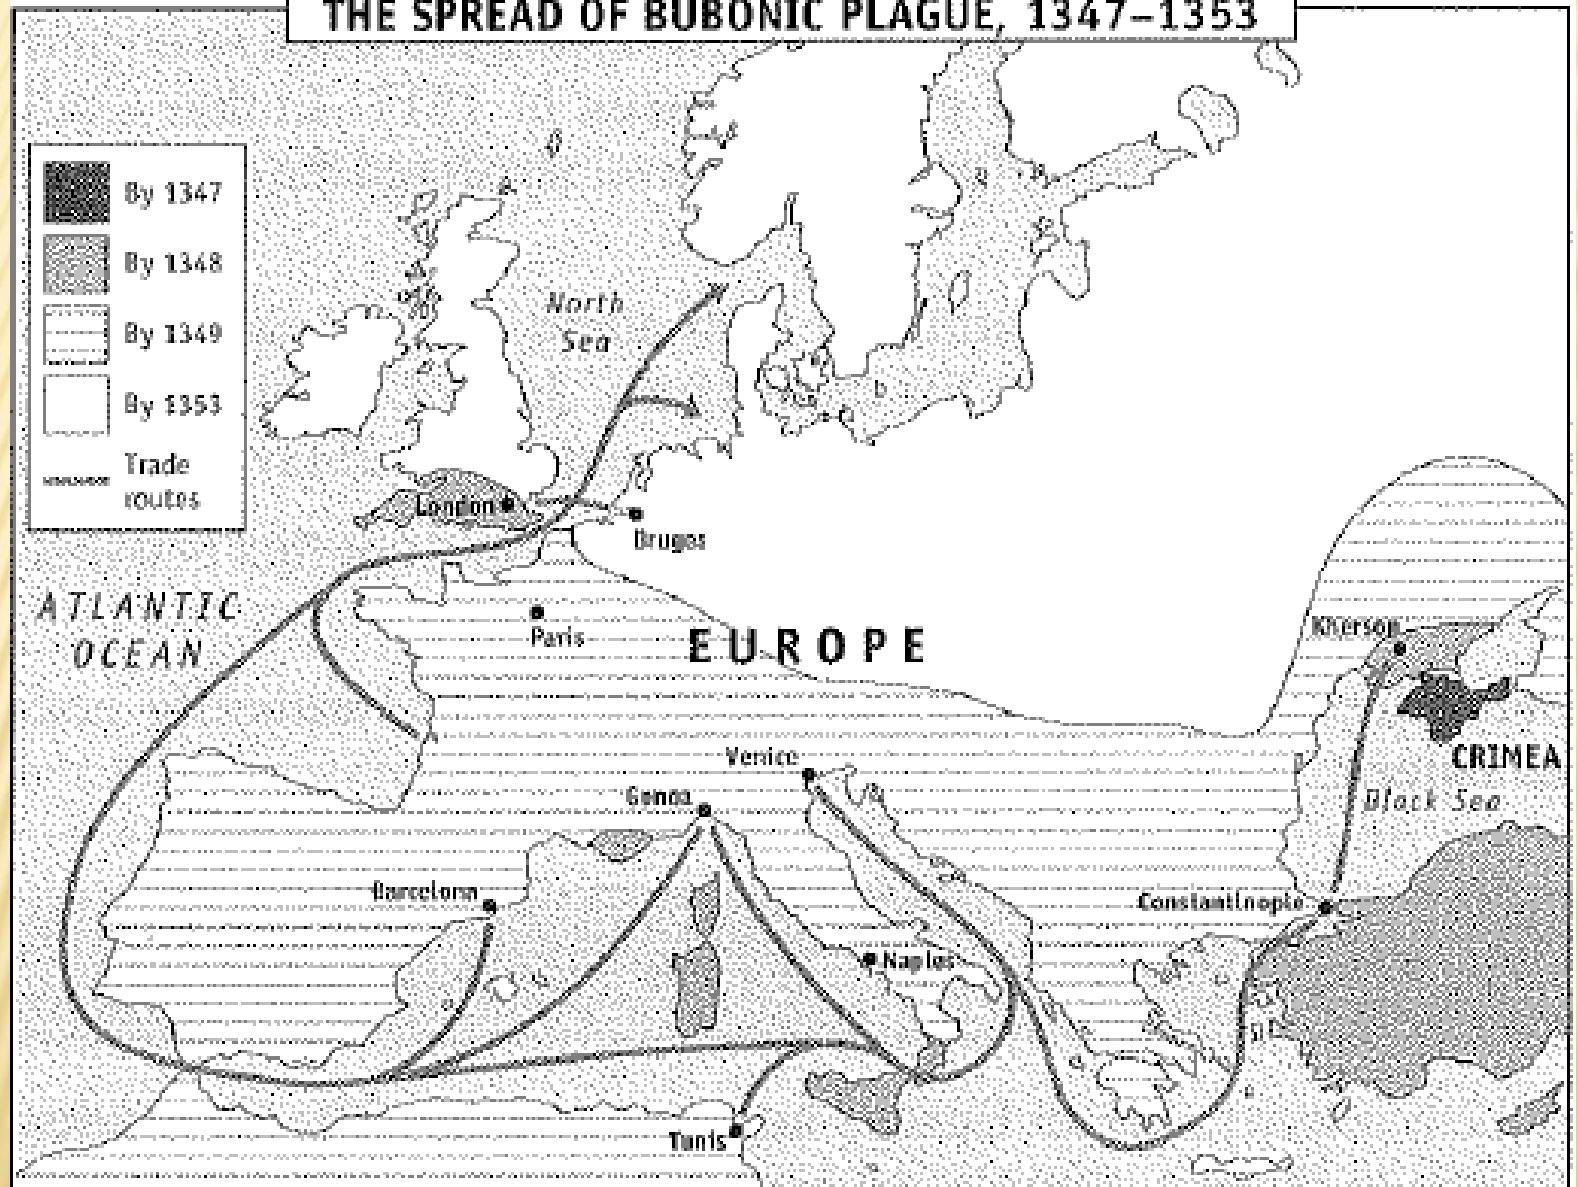 THE SPREAD OF BUBONIC PLAGUE, 1347–1353
By 1347
By 1348
By 1349
By 1353
Trade
routes
North
Sea
London
Bruges
ATLANTIC
OCEAN
Paris
EUROPE
Kherson
CRIMEA
Black Sea
Venice
Genoa
Barcelona
Constantinople
Naples
Tunis